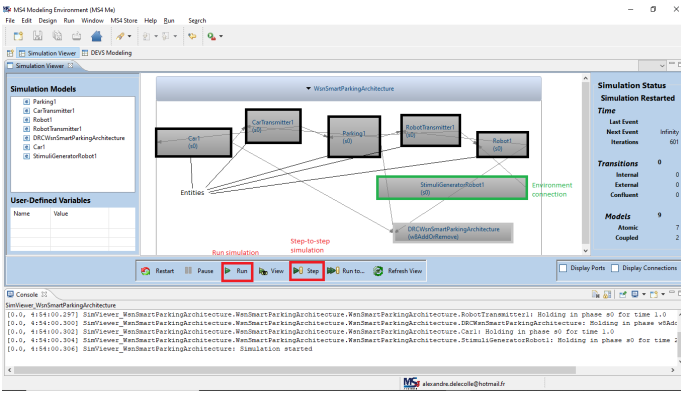 MS4 Modeling Environment (MS4 Me)
File Edit Design Run Window MS4 Store Help Run Search
Simulation Viewer DEVS Modeling
Simulation Viewer
Simulation Models
Parking1
CarTransmitter1
Robot1
RobotTransmitter1
DRCWsnSmartParkingArchitecture
Car1
StimuliGeneratorRobot1
User-Defined Variables
Name Value
WsnSmartParkingArchitecture
Car1
(s0)
CarTransmitter1
(s0)
Parking1
(s0)
RobotTransmitter1
(s0)
Robot1
(s0)
Entities
StimuliGeneratorRobot1
(s0)
Environment
connection
DRCWsnSmartParkingArchitecture
(w8AddOrRemove)
Run simulation
Step-to-step
simulation
Simulation Status
Simulation Restarted
Time
Last Event
Next Event Infinity
Iterations 601
Transitions 0
Internal 0
External 0
Confluent 0
Models 9
Atomic 7
Coupled 2
Restart Pause Run View Step Run to... Refresh View
Display Ports Display Connections
Console
SimViewer_WsnSmartParkingArchitecture
[0.0, 4:54:00.297] SimViewer_WsnSmartParkingArchitecture.WsnSmartParkingArchitecture.WsnSmartParkingArchitecture.RobotTransmitter1: Holding in phase s0 for time 1.0
[0.0, 4:54:00.300] SimViewer_WsnSmartParkingArchitecture.WsnSmartParkingArchitecture.WsnSmartParkingArchitecture.DRCWsnSmartParkingArchitecture: Holding in phase w8Add
[0.0, 4:54:00.302] SimViewer_WsnSmartParkingArchitecture.WsnSmartParkingArchitecture.WsnSmartParkingArchitecture.Car1: Holding in phase s0 for time 1.0
[0.0, 4:54:00.304] SimViewer_WsnSmartParkingArchitecture.WsnSmartParkingArchitecture.WsnSmartParkingArchitecture.StimuliGeneratorRobot1: Holding in phase s0 for time 2
[0.0, 4:54:00.306] SimViewer_WsnSmartParkingArchitecture: Simulation started
MS4 alexandre.delecolle@hotmail.fr